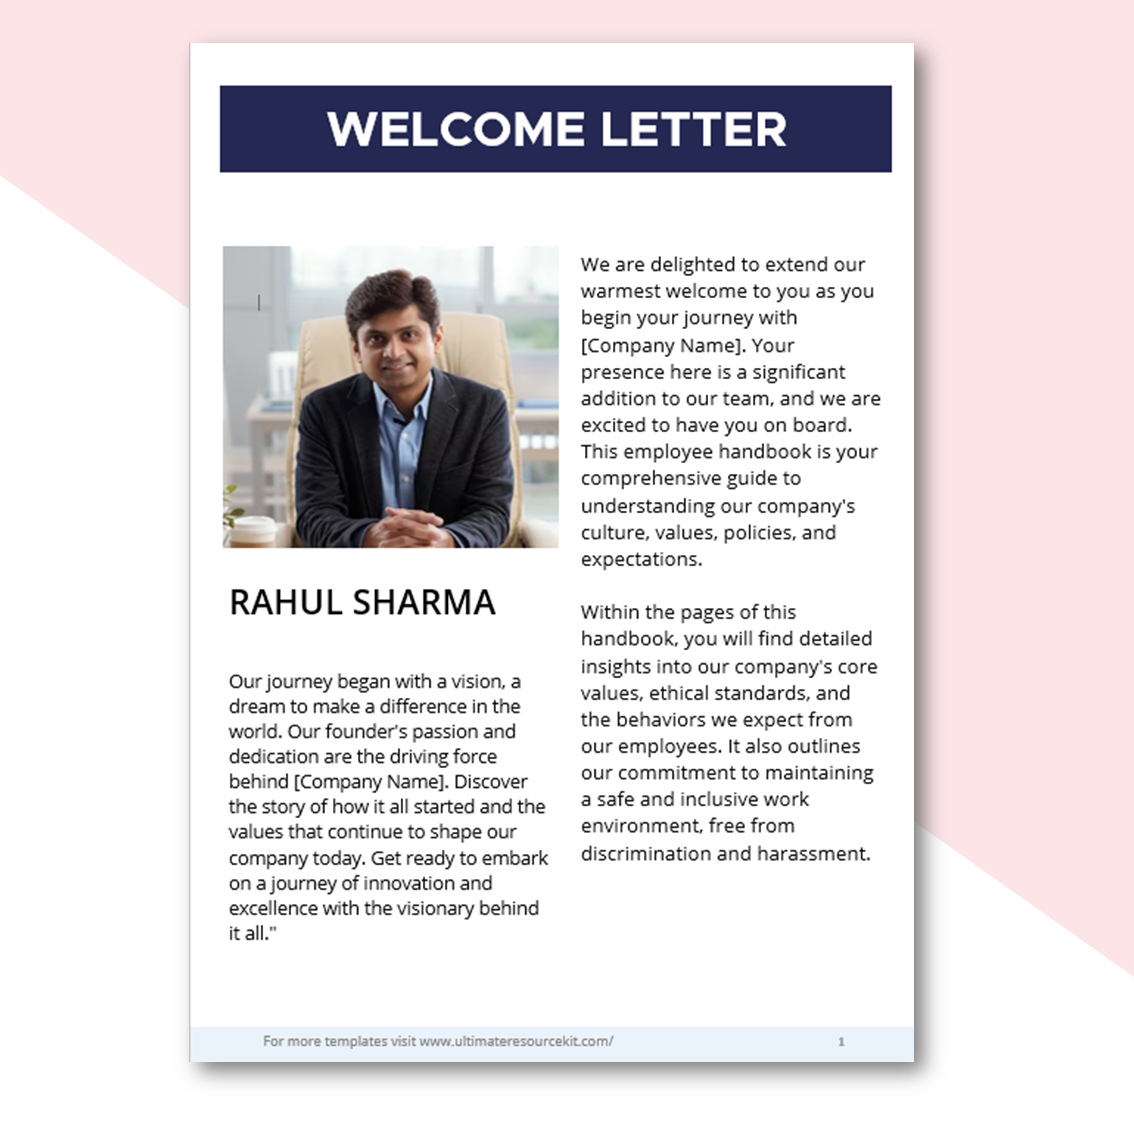 WELCOME LETTER
RAHUL SHARMA
Our journey began with a vision, a
dream to make a difference in the
world. Our founder's passion and
dedication are the driving force
behind [Company Name]. Discover
the story of how it all started and the
values that continue to shape our
company today. Get ready to embark
on a journey of innovation and
excellence with the visionary behind
it all."
We are delighted to extend our
warmest welcome to you as you
begin your journey with
[Company Name]. Your
presence here is a significant
addition to our team, and we are
excited to have you on board.
This employee handbook is your
comprehensive guide to
understanding our company's
culture, values, policies, and
expectations.
Within the pages of this
handbook, you will find detailed
insights into our company's core
values, ethical standards, and
the behaviors we expect from
our employees. It also outlines
our commitment to maintaining
a safe and inclusive work
environment, free from
discrimination and harassment.
For more templates visit www.ultimateresourcekit.com/
1